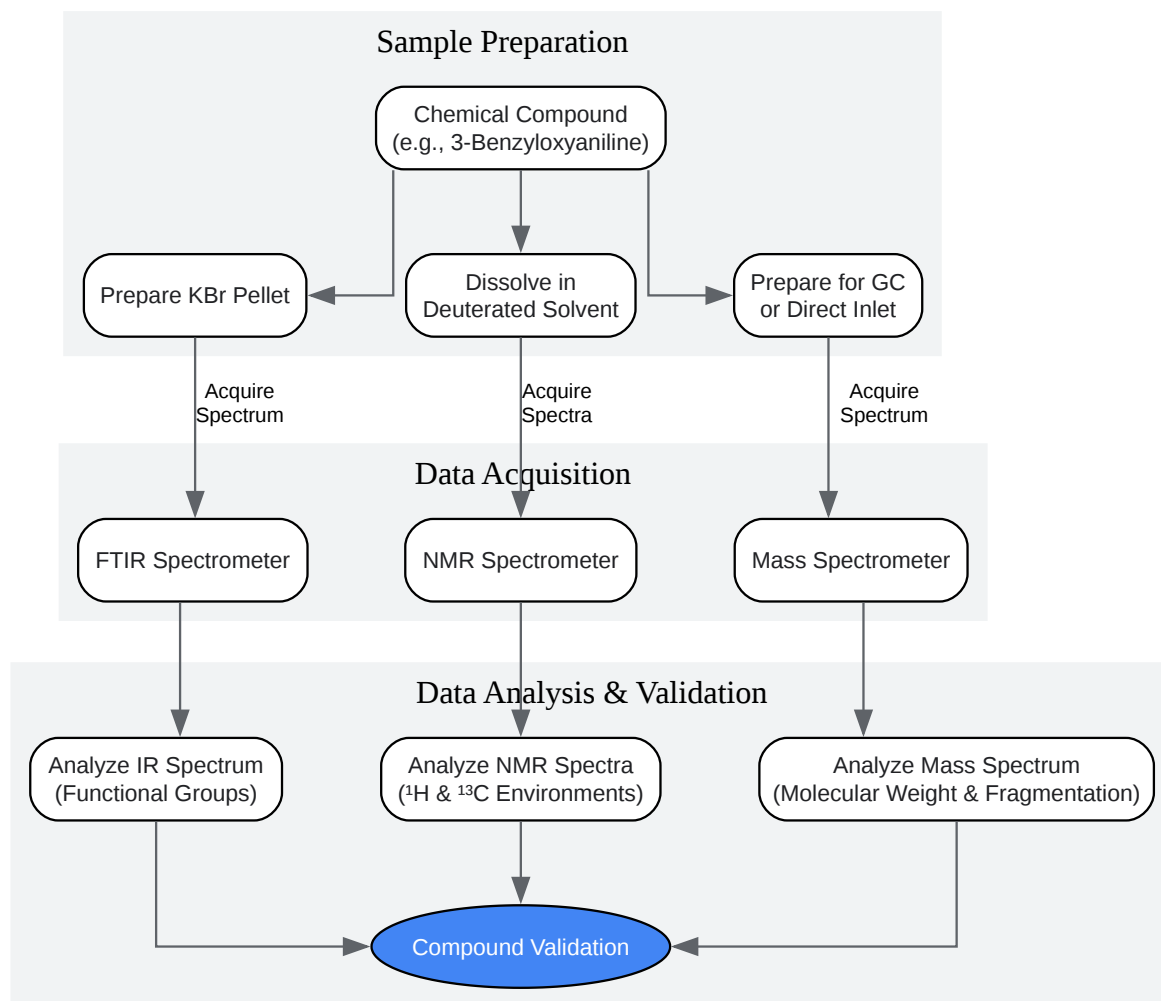 Sample Preparation
Chemical Compound
(e.g., 3-Benzyloxyaniline)
Prepare KBr Pellet
Dissolve in
Deuterated Solvent
Prepare for GC
or Direct Inlet
Acquire
Spectrum
Acquire
Spectra
Acquire
Spectrum
Data Acquisition
FTIR Spectrometer
NMR Spectrometer
Mass Spectrometer
Data Analysis & Validation
Analyze IR Spectrum
(Functional Groups)
Analyze NMR Spectra
(¹H & ¹³C Environments)
Analyze Mass Spectrum
(Molecular Weight & Fragmentation)
Compound Validation